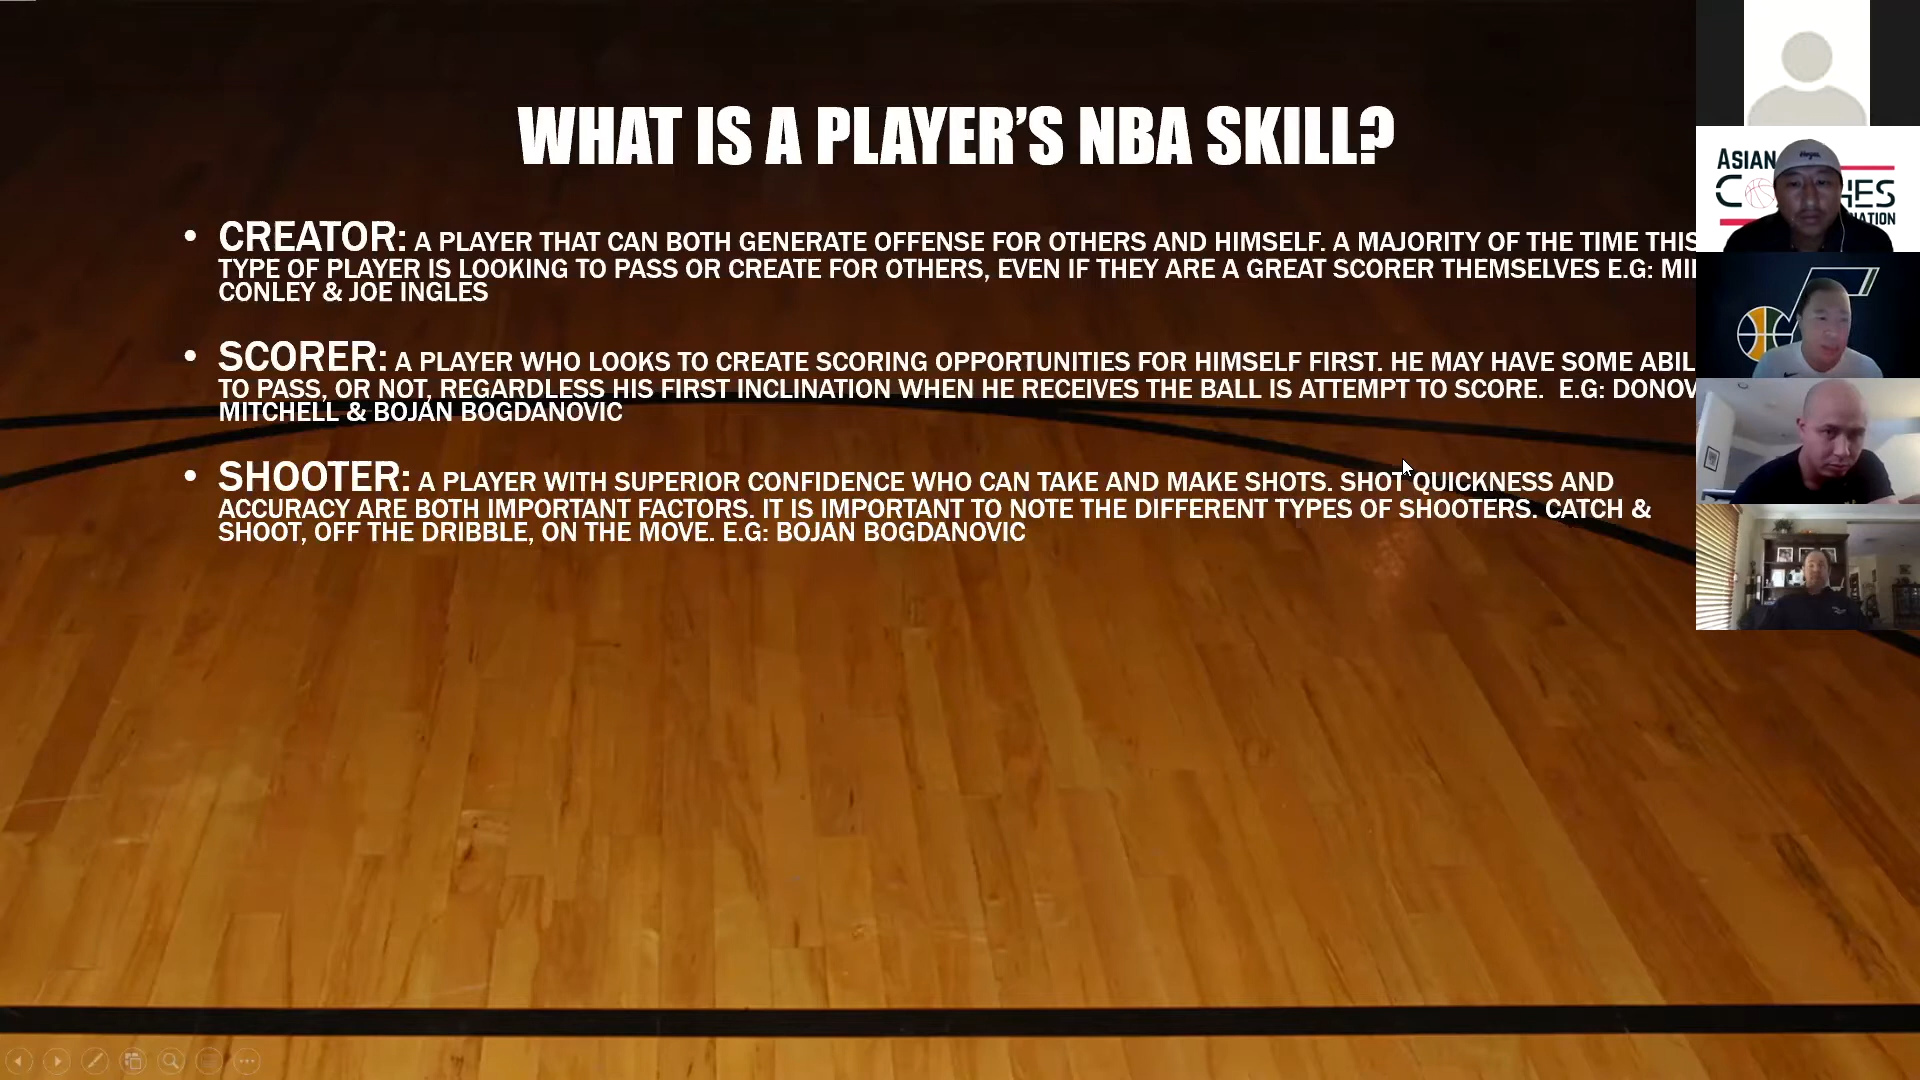 WHAT IS A PLAYER'S NBA SKILL?
• CREATOR: A PLAYER THAT CAN BOTH GENERATE OFFENSE FOR OTHERS AND HIMSELF. A MAJORITY OF THE TIME THIS
TYPE OF PLAYER IS LOOKING TO PASS OR CREATE FOR OTHERS, EVEN IF THEY ARE A GREAT SCORER THEMSELVES E.G:
CONLEY & JOE INGLES
• SCORER: A PLAYER WHO LOOKS TO CREATE SCORING OPPORTUNITIES FOR HIMSELF FIRST. HE MAY HAVE SOME ABIL
TO PASS, OR NOT, REGARDLESS HIS FIRST INCLINATION WHEN HE RECEIVES THE BALL IS ATTEMPT TO SCORE. E.G: DONOV
MITCHELL & BOJAN BOGDANOVIC
• SHOOTER: A PLAYER WITH SUPERIOR CONFIDENCE WHO CAN TAKE AND MAKE SHOTS. SHOT QUICKNESS AND
ACCURACY ARE BOTH IMPORTANT FACTORS. IT IS IMPORTANT TO NOTE THE DIFFERENT TYPES OF SHOOTERS. CATCH &
SHOOT, OFF THE DRIBBLE, ON THE MOVE. E.G: BOJAN BOGDANOVIC
ASIAN